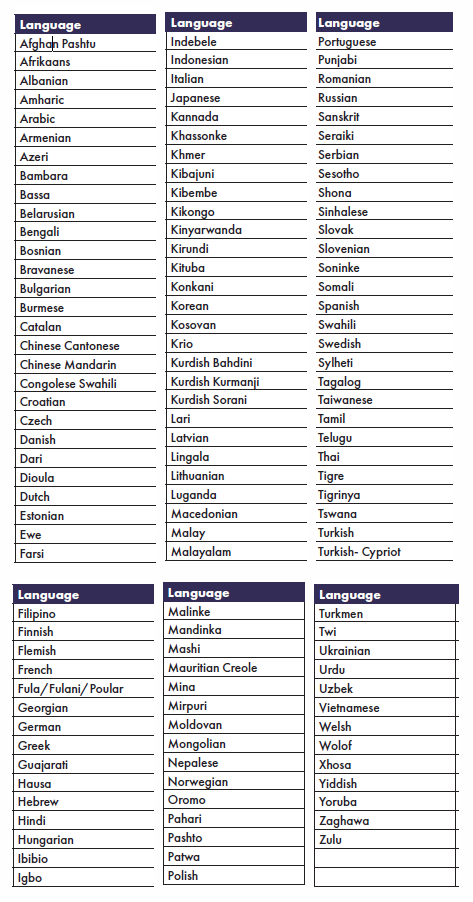 Language
Afghan Pashtu
Afrikaans
Albanian
Amharic
Arabic
Armenian
Azeri
Bambara
Bassa
Belarusian
Bengali
Bosnian
Bravanese
Bulgarian
Burmese
Catalan
Chinese Cantonese
Chinese Mandarin
Congolese Swahili
Croatian
Czech
Danish
Dari
Dioula
Dutch
Estonian
Ewe
Farsi
Language
Indebele
Indonesian
Italian
Japanese
Kannada
Khassonke
Khmer
Kibajuni
Kibembe
Kikongo
Kinyarwanda
Kirundi
Kituba
Konkani
Korean
Kosovan
Krio
Kurdish Bahdini
Kurdish Kurmanji
Kurdish Sorani
Lari
Latvian
Lingala
Lithuanian
Luganda
Macedonian
Malay
Malayalam
Language
Portuguese
Punjabi
Romanian
Russian
Sanskrit
Seraiki
Serbian
Sesotho
Shona
Sinhalese
Slovak
Slovenian
Soninke
Somali
Spanish
Swahili
Swedish
Sylheti
Tagalog
Taiwanese
Tamil
Telugu
Thai
Tigre
Tigrinya
Tswana
Turkish
Turkish- Cypriot
Language
Filipino
Finnish
Flemish
French
Fula/Fulani/Poular
Georgian
German
Greek
Guajarati
Hausa
Hebrew
Hindi
Hungarian
Ibibio
Igbo
Language
Malinke
Mandinka
Mashi
Mauritian Creole
Mina
Mirpuri
Moldovan
Mongolian
Nepalese
Norwegian
Oromo
Pahari
Pashto
Patwa
Polish
Language
Turkmen
Twi
Ukrainian
Urdu
Uzbek
Vietnamese
Welsh
Wolof
Xhosa
Yiddish
Yoruba
Zaghawa
Zulu